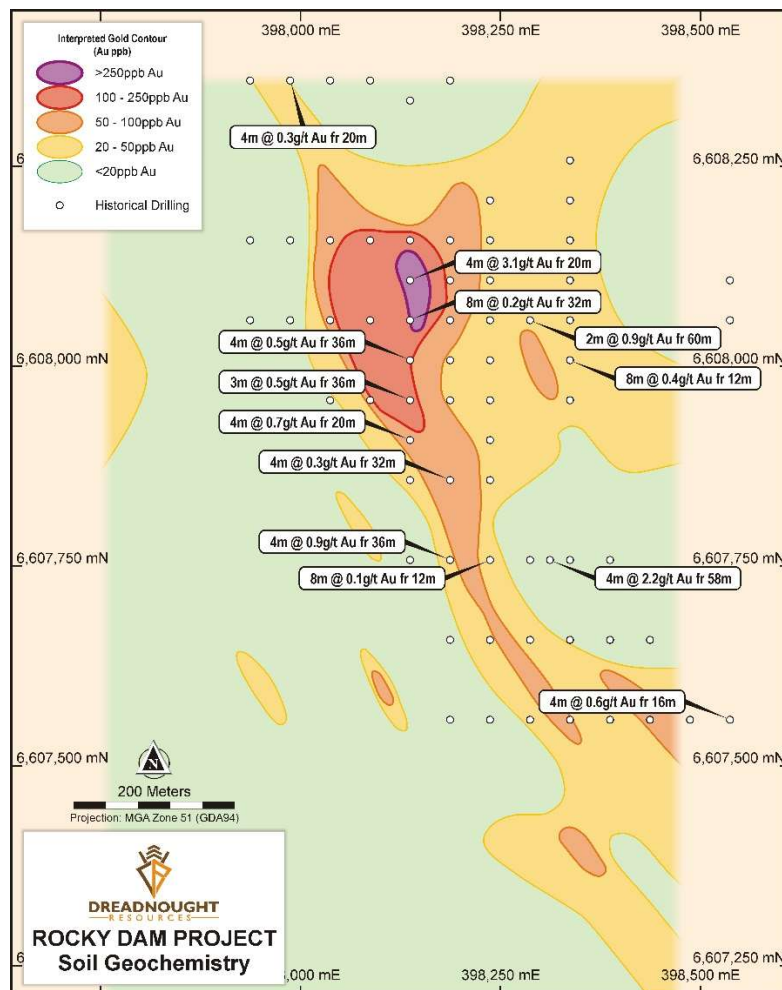 398,000 mE
398,250 mE
398,500 mE
Interpreted Gold Contour
(Au ppb)
>250ppb Au
100 - 250ppb Au
50 - 100ppb Au
20 - 50ppb Au
<20ppb Au
Historical Drilling
4m @ 0.3g/t Au fr 20m
6,608,250 mN
4m @ 3.1g/t Au fr 20m
8m @ 0.2g/t Au fr 32m
4m @ 0.5g/t Au fr 36m
2m @ 0.9g/t Au fr 60m
6,608,000 mN
6,608,000 mN
8m @ 0.4g/t Au fr 12m
3m @ 0.5g/t Au fr 36m
4m @ 0.7g/t Au fr 20m
4m @ 0.3g/t Au fr 32m
4m @ 0.9g/t Au fr 36m
6,607,750 mN
6,607,750 mN
8m @ 0.1g/t Au fr 12m
4m @ 2.2g/t Au fr 58m
4m @ 0.6g/t Au fr 16m
6,607,500 mN
6,607,500 mN
N
200 Meters
Projection: MGA Zone 51 (GDA94)
DREADNOUGHT
RESOURCES
ROCKY DAM PROJECT
Soil Geochemistry
6,607,250 mN
398,000 mE
398,250 mE
398,500 mE